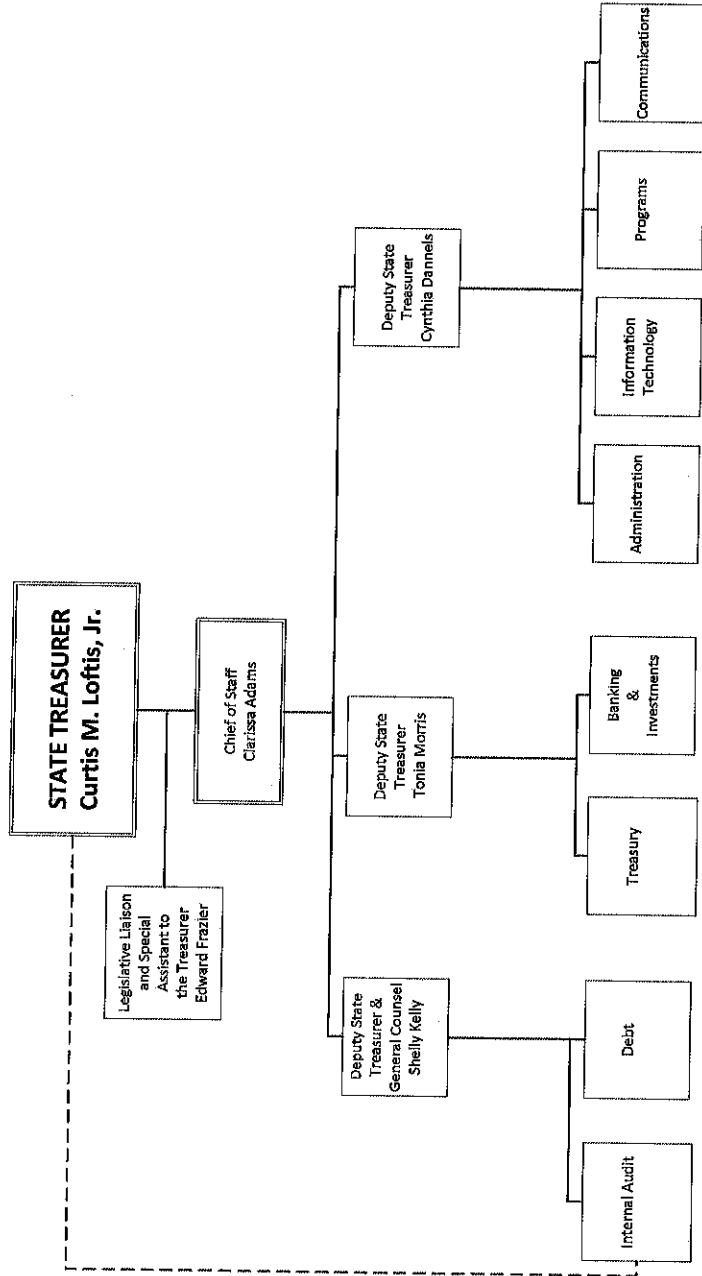 STATE TREASURER
Curtis M. Loftis, Jr.
Legislative Liaison
and Special
Assistant to
the Treasurer
Edward Frazier
Chief of Staff
Clarissa Adams
Deputy State
Treasurer &
General Counsel
Shelly Kelly
Deputy State
Treasurer
Tonia Morris
Deputy State
Treasurer
Cynthia Dannels
Internal Audit
Debt
Treasury
Banking
&
Investments
Administration
Information
Technology
Programs
Communications